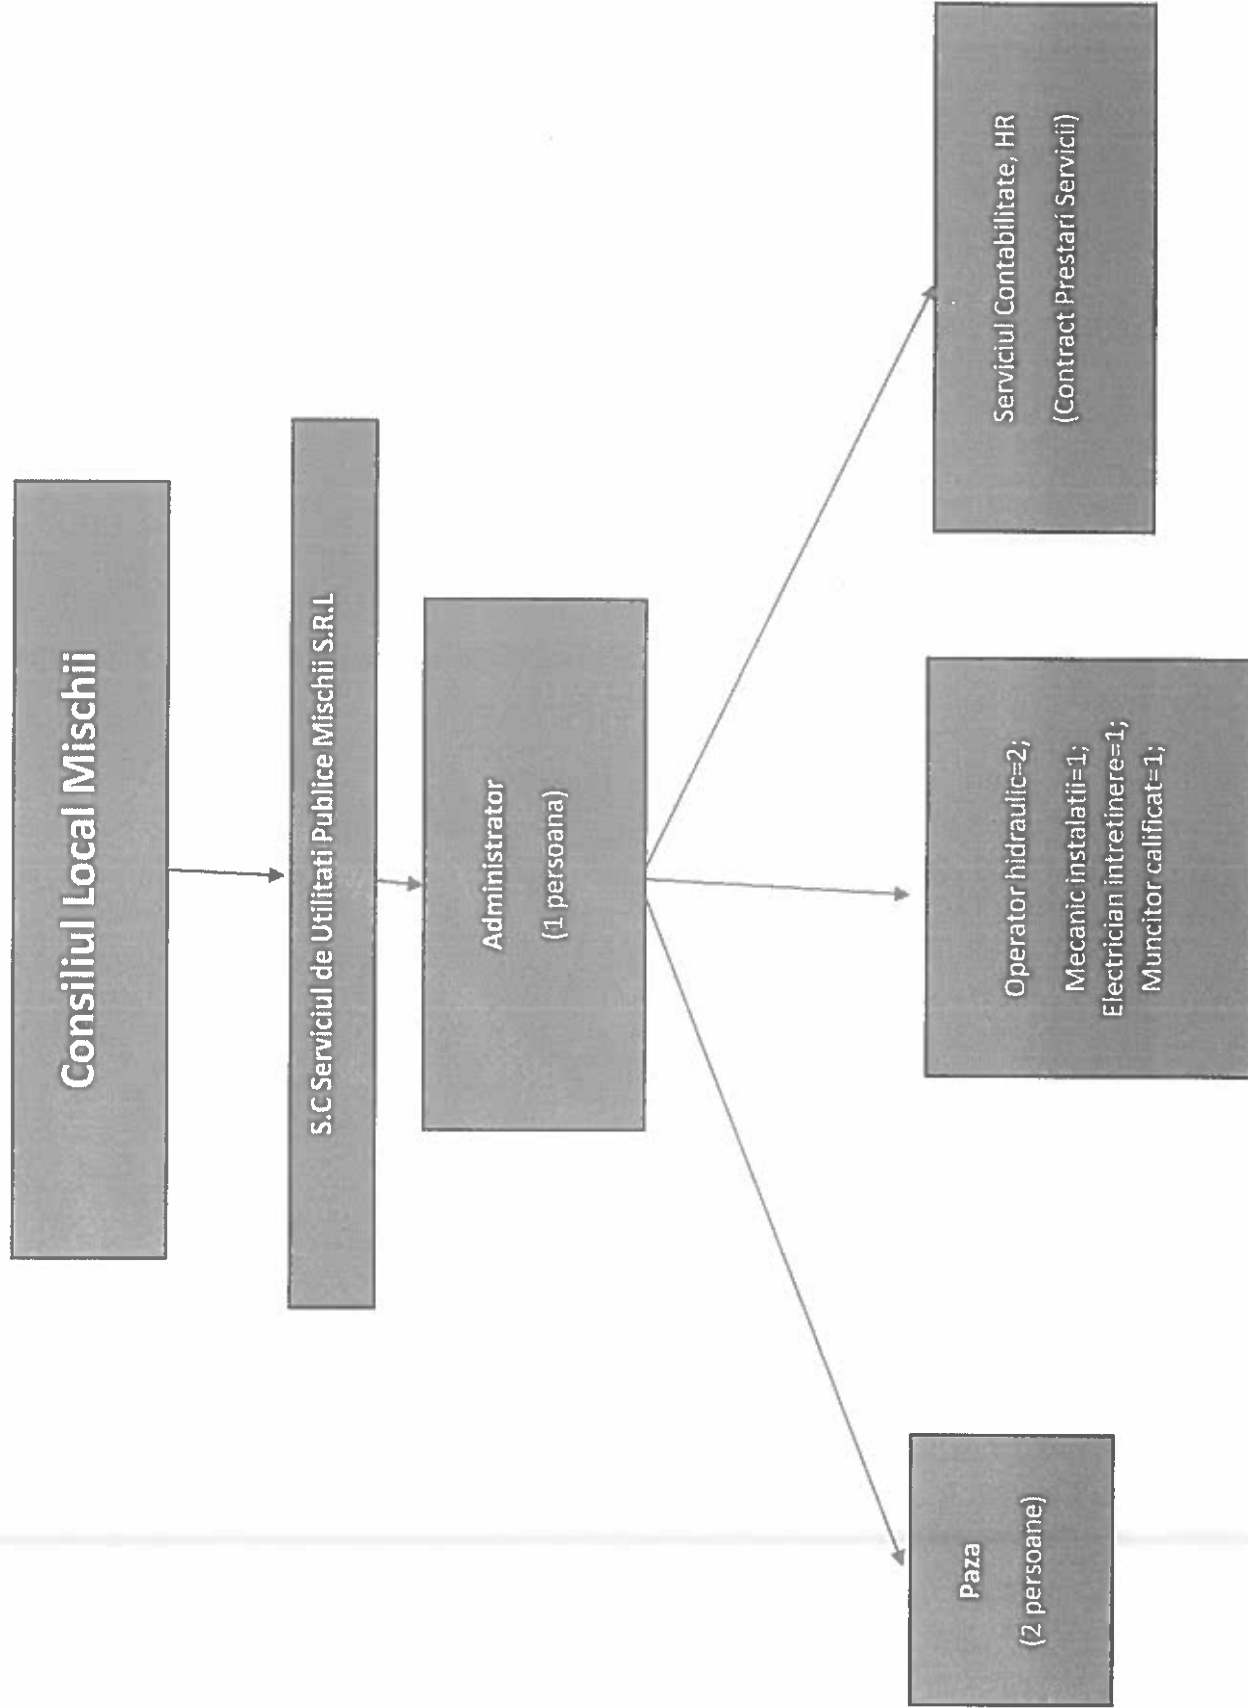 Consiliul Local Mischii
S.C Serviciul de Utilitati Publice Mischii S.R.L
Administrator
(1 persoana)
Paza
(2 persoane)
Operator hidraulic=2;
Mecanic instalatii=1;
Electrician intretinere=1;
Muncitor calificat=1;
Serviciul Contabilitate, HR
(Contract Prestari Servicii)